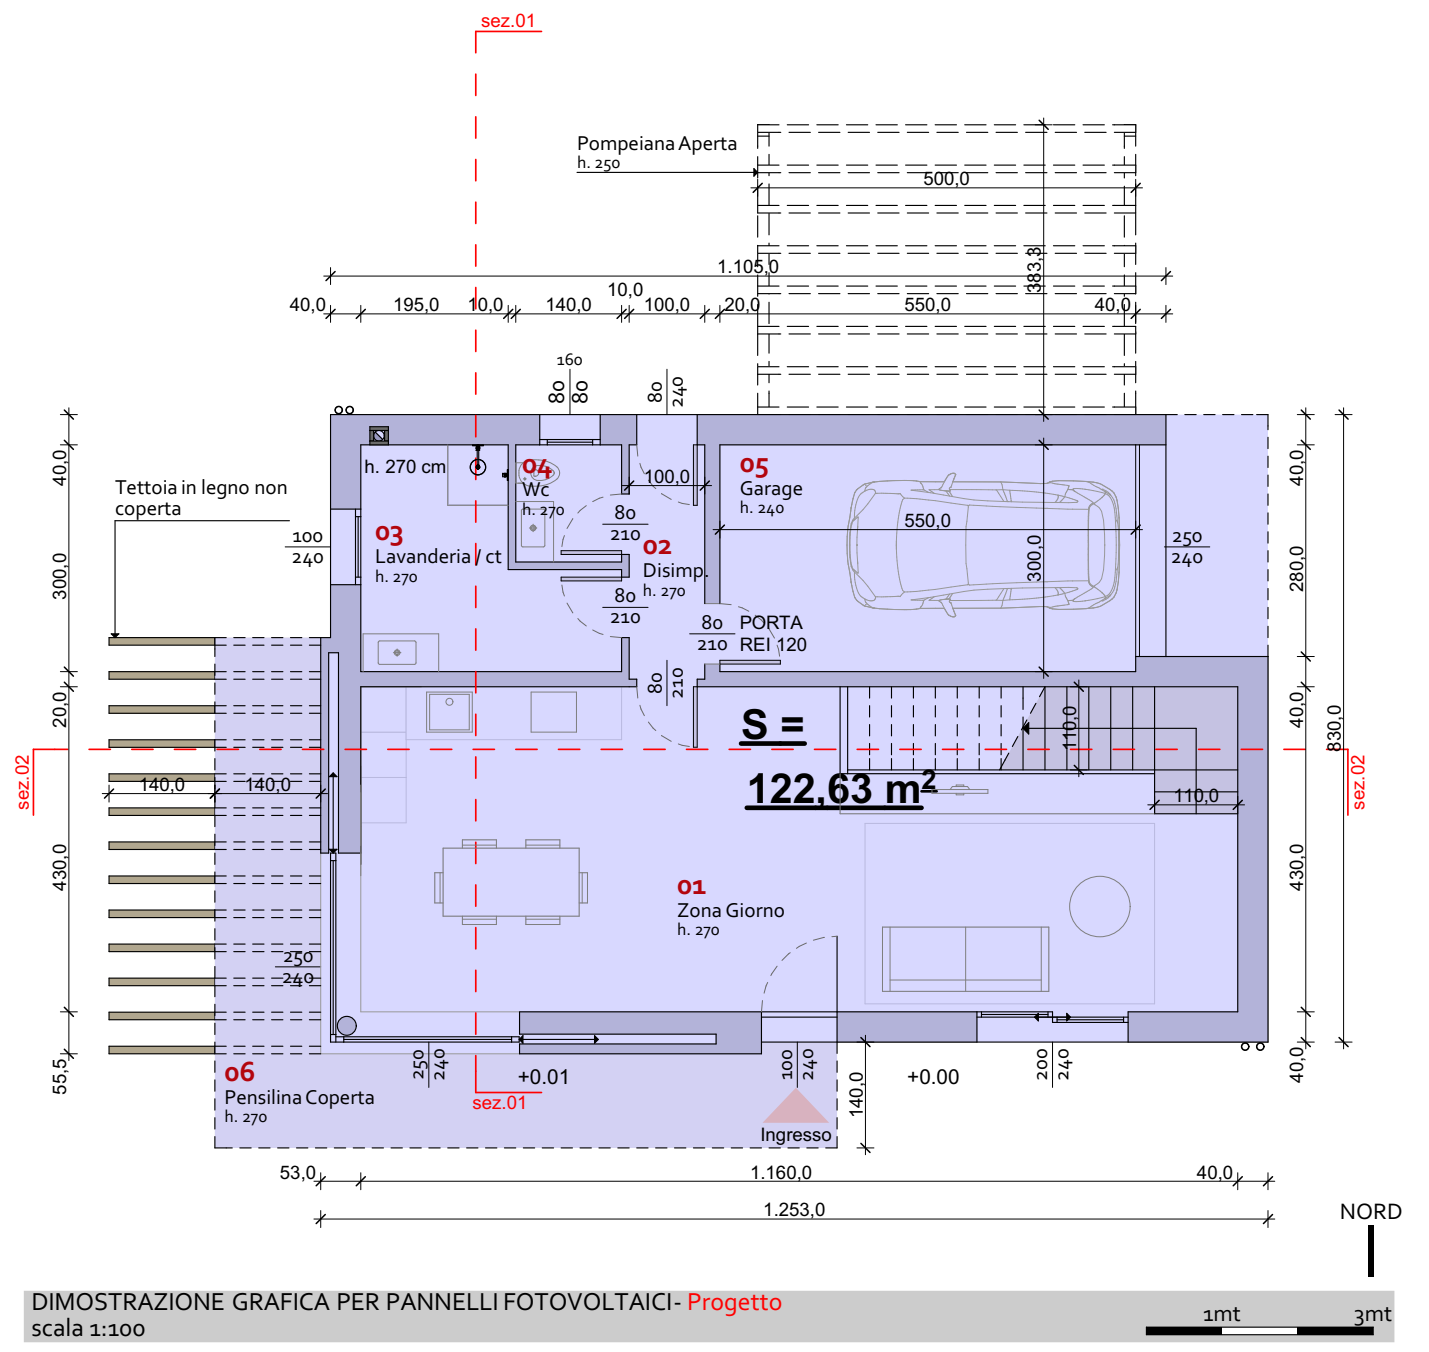 sez.01
Pompeiana Aperta
h. 250
500,0
383,3
1.105,0
40,0
195,0
10,0
140,0
10,0
100,0
20,0
550,0
40,0
160
80
80
80
240
40,0
300,0
20,0
430,0
55,5
Tettoia in legno non
coperta
100
240
h. 270 cm
03
Lavanderia / ct
h. 270
04
Wc
h. 270
100,0
80
210
02
Disimp.
h. 270
80
210
80
210
PORTA
REI 120
80
210
05
Garage
h. 240
550,0
300,0
250
240
40,0
280,0
40,0
430,0
40,0
830,0
S =
122,63 m²
110,0
110,0
sez.02
sez.02
140,0
140,0
01
Zona Giorno
h. 270
250
240
06
Pensilina Coperta
h. 270
250
240
sez.01
+0.01
100
240
Ingresso
140,0
+0.00
200
240
53,0
1.160,0
40,0
1.253,0
NORD
DIMOSTRAZIONE GRAFICA PER PANNELLI FOTOVOLTAICI- Progetto
scala 1:100
1mt
3mt